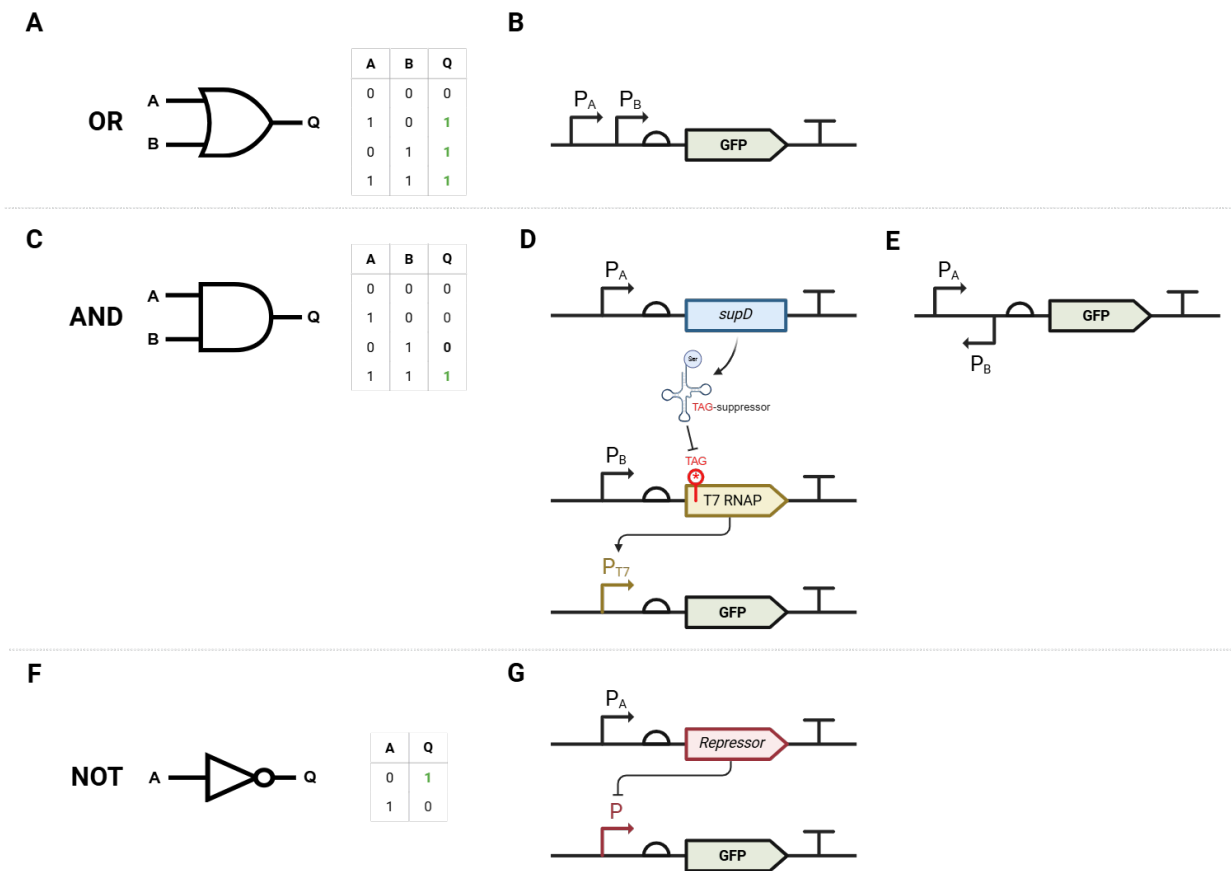 A
OR
A
B
Q
A B Q
0 0 0
1 0 1
0 1 1
1 1 1
B
PA PB
GFP
C
AND
A
B
Q
A B Q
0 0 0
1 0 0
0 1 0
1 1 1
D
PA
supD
Ser
TAG-suppressor
PB
TAG
*
T7 RNAP
PT7
GFP
E
PA
GFP
PB
F
NOT
A
Q
A Q
0 1
1 0
G
PA
Repressor
P
GFP